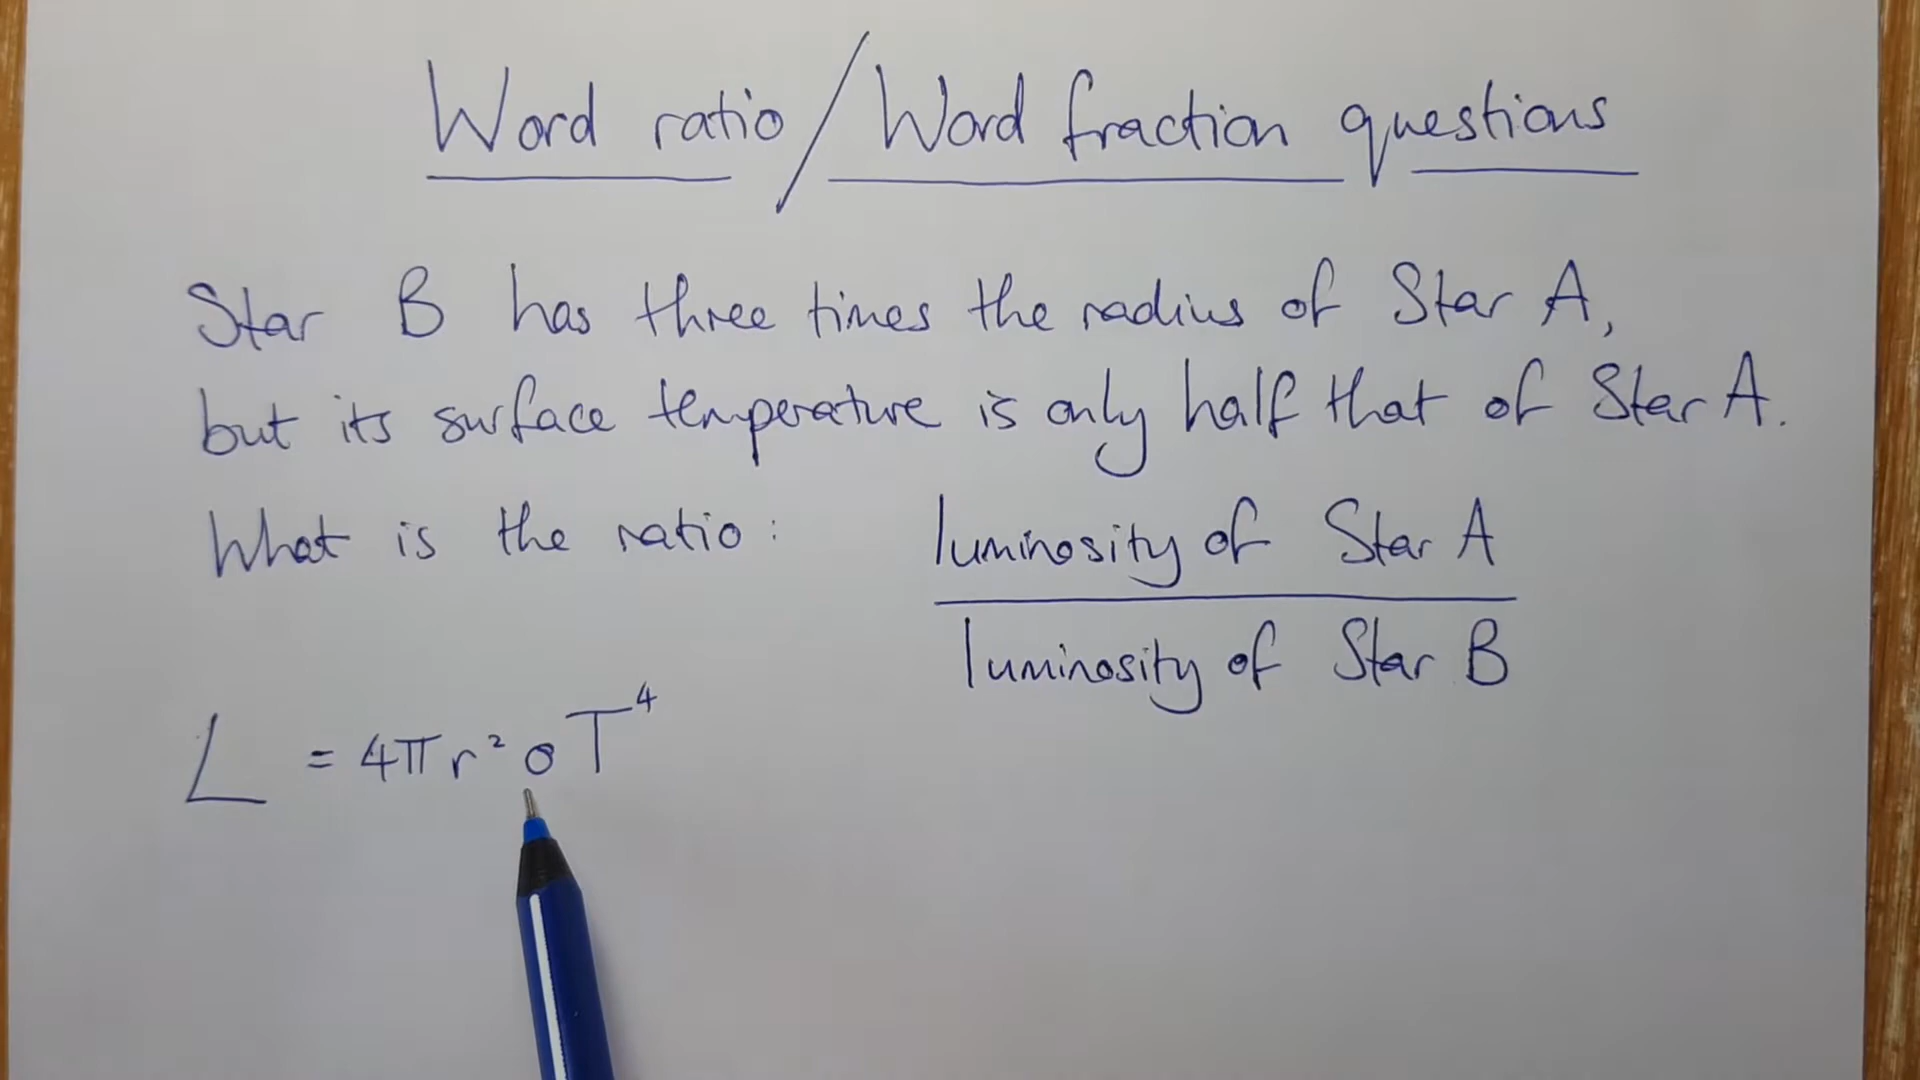 Word ratio / Word fraction questions
Star B has three times the radius of Star A,
but its surface temperature is only half that of Star A.
What is the ratio: luminosity of Star A
luminosity of Star B
L = 4πr²σT⁴